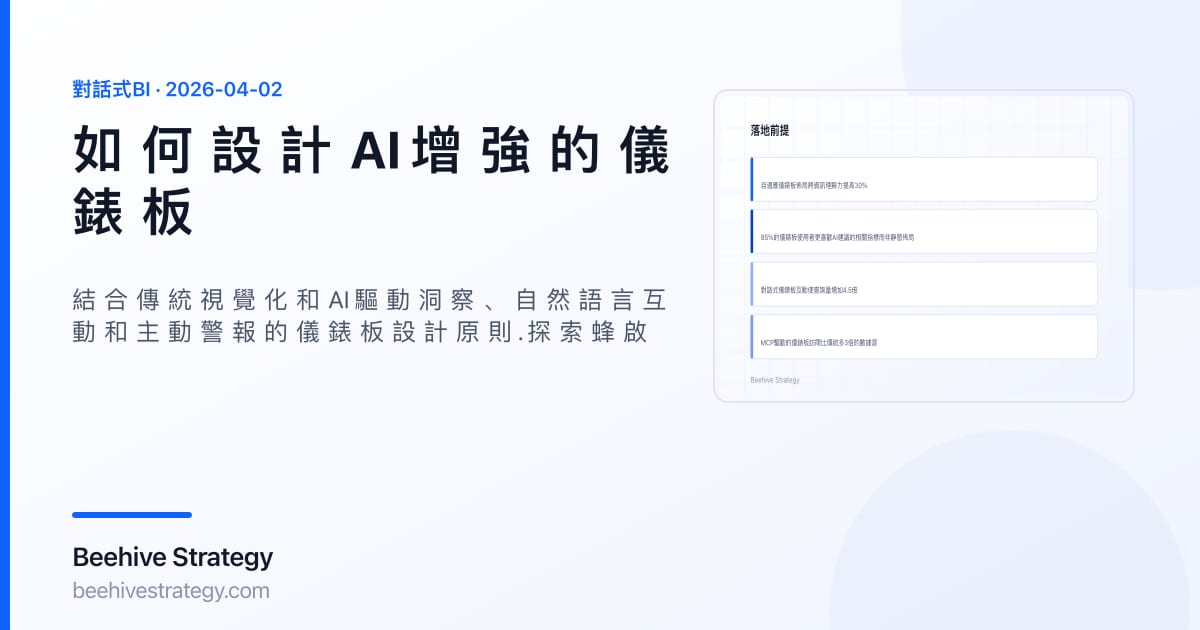 對話式BI · 2026-04-02
如何設計AI增強的儀
錶板
結合傳統視覺化和AI驅動洞察、自然語言互
動和主動警報的儀錶板設計原則.探索蜂啟
Beehive Strategy
beehivestrategy.com
落地前提
自適應儀錶板佈局將資訊理解力提高30%
85%的儀錶板使用者更喜歡AI建議的相關指標而非靜態佈局
對話式儀錶板互動使查詢量增加4.5倍
MCP驅動的儀錶板訪問比傳統多3倍的數據源
Beehive Strategy